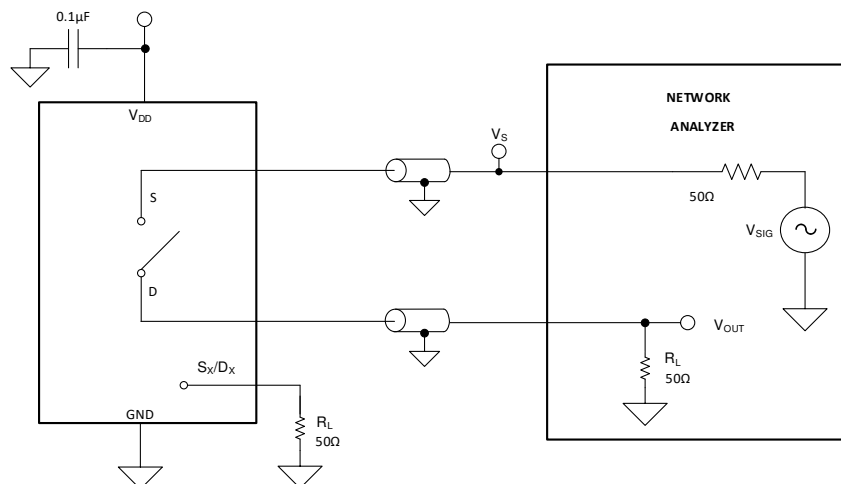 0.1µF
V_DD
NETWORK
ANALYZER
V_S
S
50Ω
V_SIG
D
V_OUT
R_L
50Ω
S_X/D_X
GND
R_L
50Ω